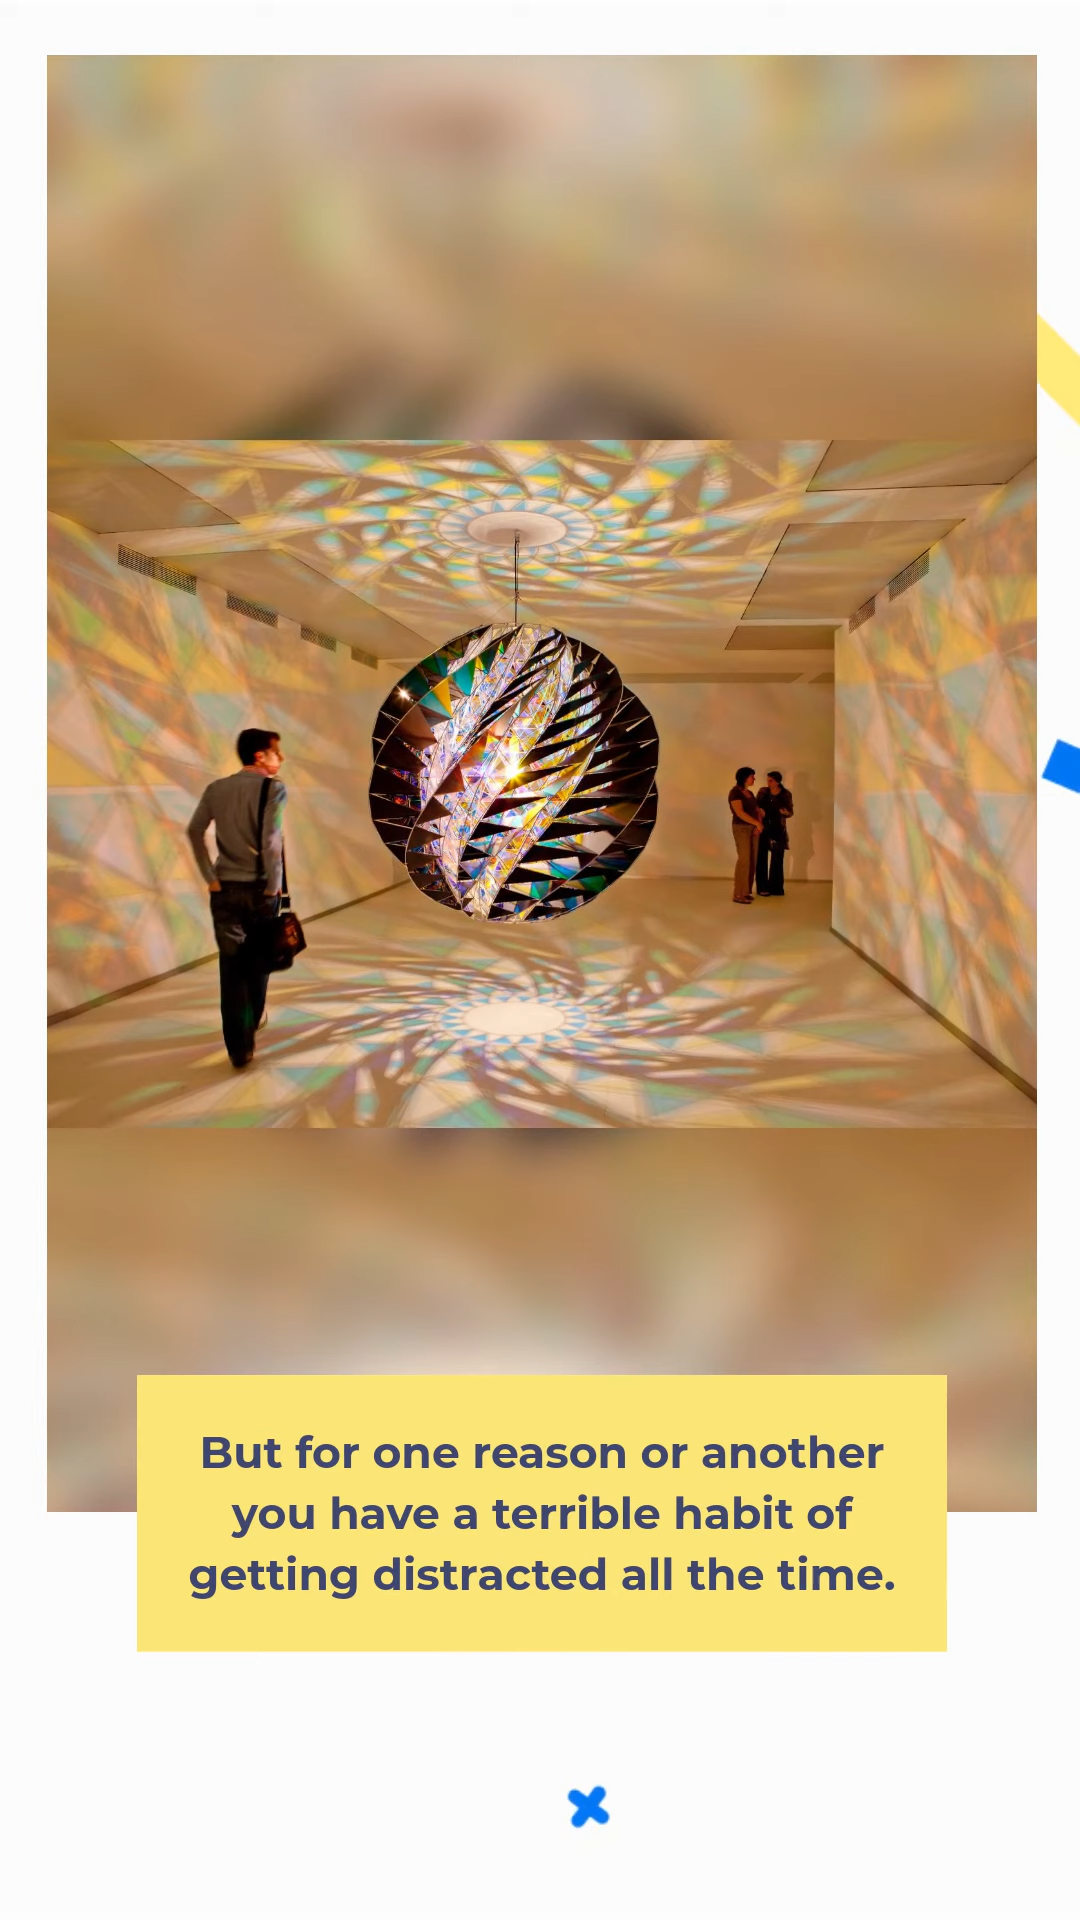 But for one reason or another
you have a terrible habit of
getting distracted all the time.